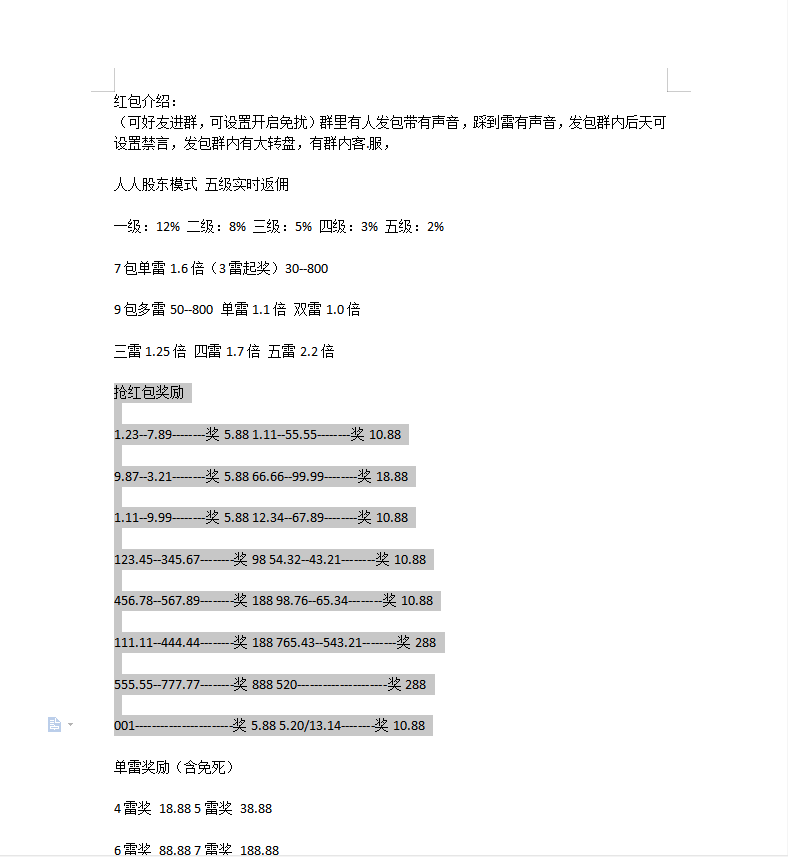 红包介绍：
（可好友进群，可设置开启免扰）群里有人发包带有声音，踩到雷有声音，发包群内后天可
设置禁言，发包群内有大转盘，有群内客.服，
人人股东模式 五级实时返佣
一级：12% 二级：8% 三级：5% 四级：3% 五级：2%
7包单雷 1.6倍（3雷起奖）30--800
9包多雷 50--800 单雷 1.1倍 双雷 1.0倍
三雷 1.25倍 四雷 1.7倍 五雷 2.2倍
抢红包奖励
1.23--7.89--------奖 5.88 1.11--55.55--------奖 10.88
9.87--3.21--------奖 5.88 66.66--99.99--------奖 18.88
1.11--9.99--------奖 5.88 12.34--67.89--------奖 10.88
123.45--345.67--------奖 98 54.32--43.21--------奖 10.88
456.78--567.89--------奖 188 98.76--65.34--------奖 10.88
111.11--444.44--------奖 188 765.43--543.21--------奖 288
555.55--777.77--------奖 888 520----------------------奖 288
001------------------------奖 5.88 5.20/13.14--------奖 10.88
单雷奖励（含免死）
4雷奖 18.88 5雷奖 38.88
6雷奖 88.88 7雷奖 188.88